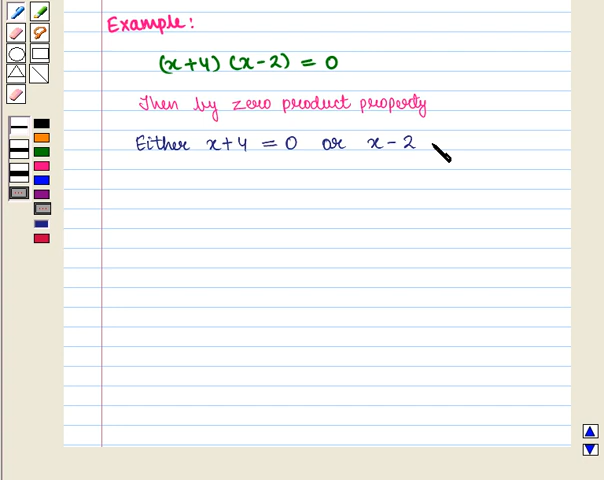 Example:
(x+4) (x-2) = 0
Then by zero product property
Either x+4 = 0 or x-2